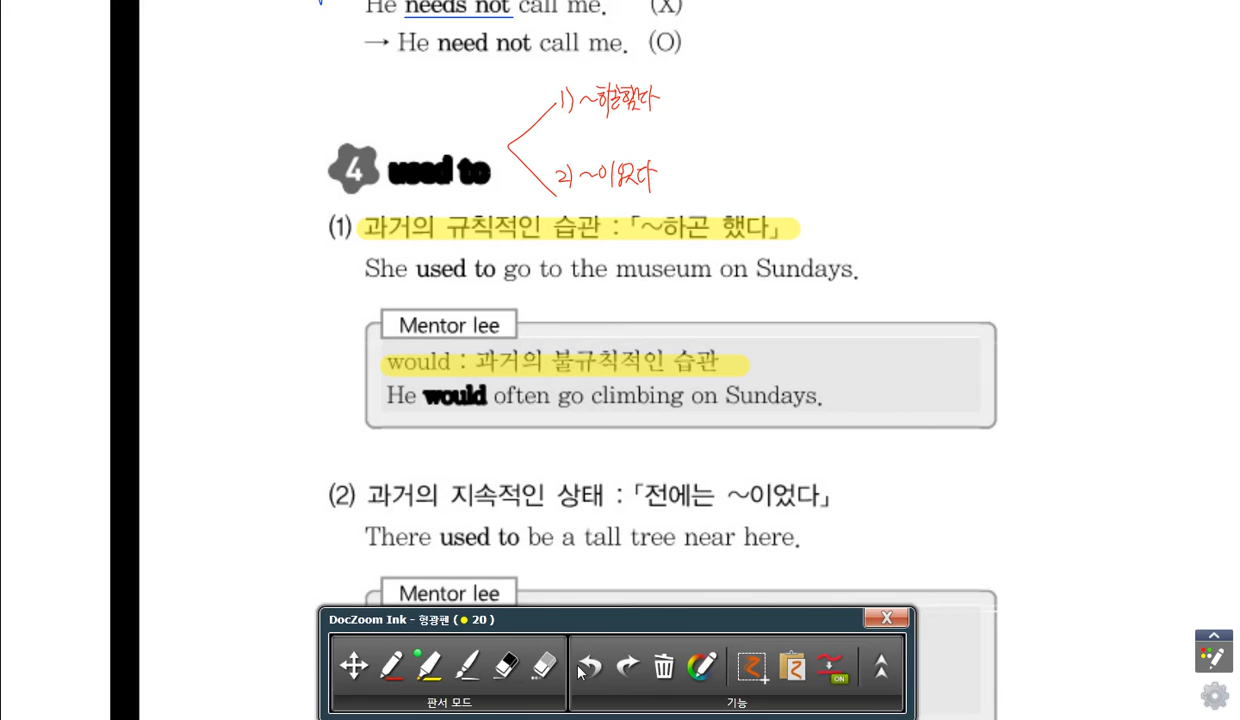 He needs not call me. (X)
→ He need not call me. (O)
1) ~하곤했다
4 used to
2) ~이었다
(1) 과거의 규칙적인 습관 : 「~하곤 했다」
She used to go to the museum on Sundays.
Mentor lee
would : 과거의 불규칙적인 습관
He would often go climbing on Sundays.
(2) 과거의 지속적인 상태 : 「전에는 ~이었다」
There used to be a tall tree near here.
Mentor lee
DocZoom Ink - 형광펜 ( 20 )
X
ON
판서 모드
기능